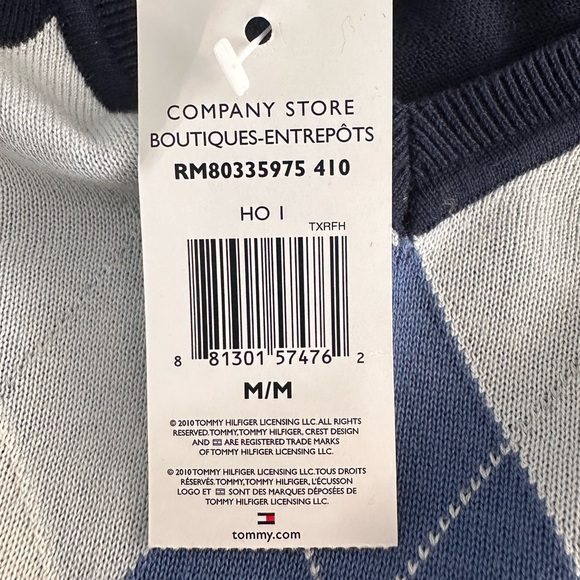 COMPANY STORE
BOUTIQUES-ENTREPÔTS
RM80335975 410
HO I
TXRFH
8 81301 57476 2
M/M
© 2010 TOMMY HILFIGER LICENSING LLC. ALL RIGHTS
RESERVED. TOMMY, TOMMY HILFIGER, CREST DESIGN
AND ARE REGISTERED TRADE MARKS
OF TOMMY HILFIGER LICENSING LLC.
© 2010 TOMMY HILFIGER LICENSING LLC. TOUS DROITS
RÉSERVÉS. TOMMY, TOMMY HILFIGER, L'ÉCUSSON
LOGO ET SONT DES MARQUES DÉPOSÉES DE
TOMMY HILFIGER LICENSING LLC.
tommy.com